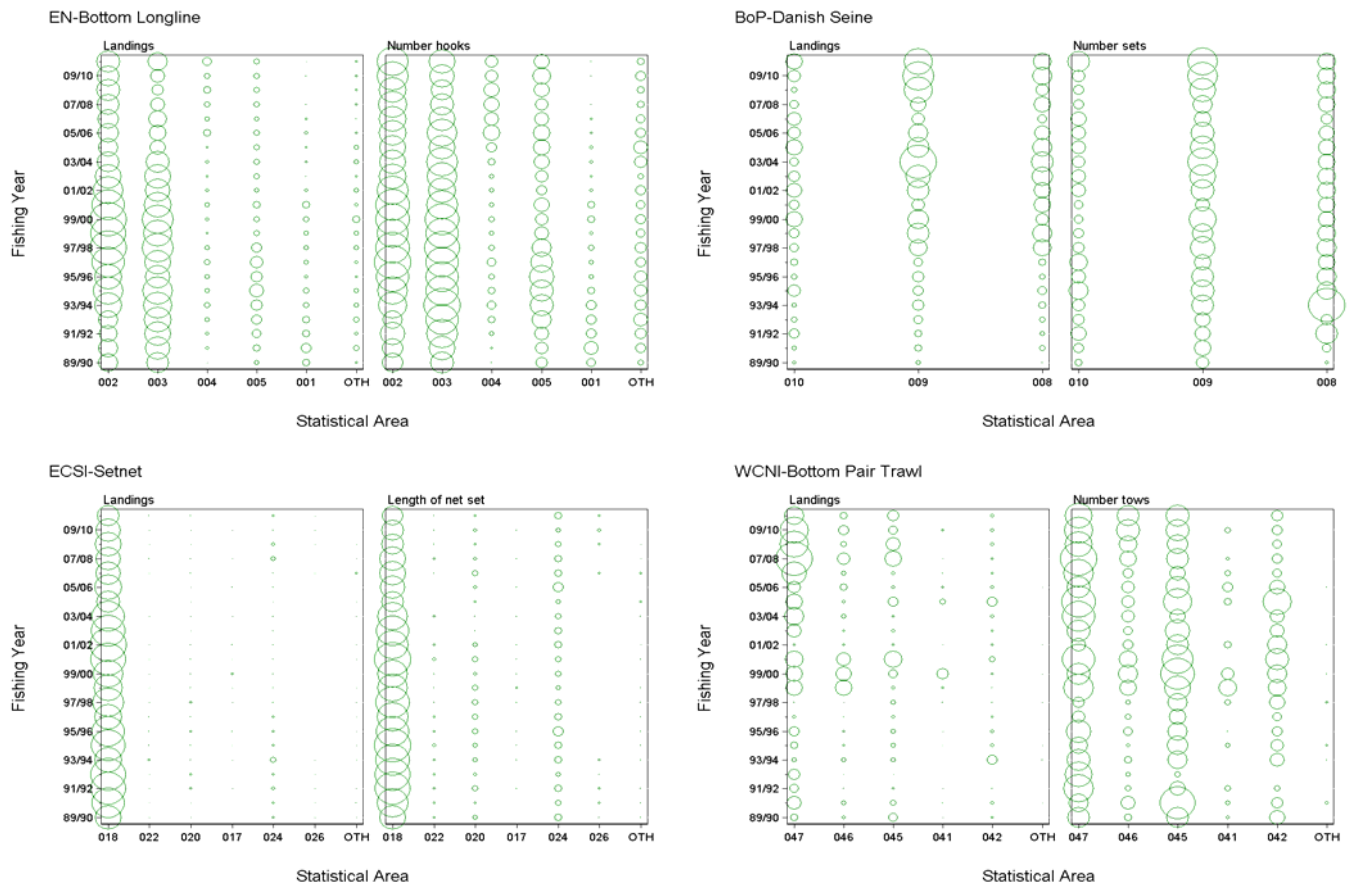 EN-Bottom Longline
Landings
Number hooks
Fishing Year
09/10
07/08
05/06
03/04
01/02
99/00
97/98
95/96
93/94
91/92
89/90
002 003 004 005 001 OTH
002 003 004 005 001 OTH
Statistical Area
BoP-Danish Seine
Landings
Number sets
Fishing Year
09/10
07/08
05/06
03/04
01/02
99/00
97/98
95/96
93/94
91/92
89/90
010 009 008
010 009 008
Statistical Area
ECSI-Setnet
Landings
Length of net set
Fishing Year
09/10
07/08
05/06
03/04
01/02
99/00
97/98
95/96
93/94
91/92
89/90
018 022 020 017 024 026 OTH
018 022 020 017 024 026 OTH
Statistical Area
WCNI-Bottom Pair Trawl
Landings
Number tows
Fishing Year
09/10
07/08
05/06
03/04
01/02
99/00
97/98
95/96
93/94
91/92
89/90
047 046 045 041 042 OTH
047 046 045 041 042 OTH
Statistical Area